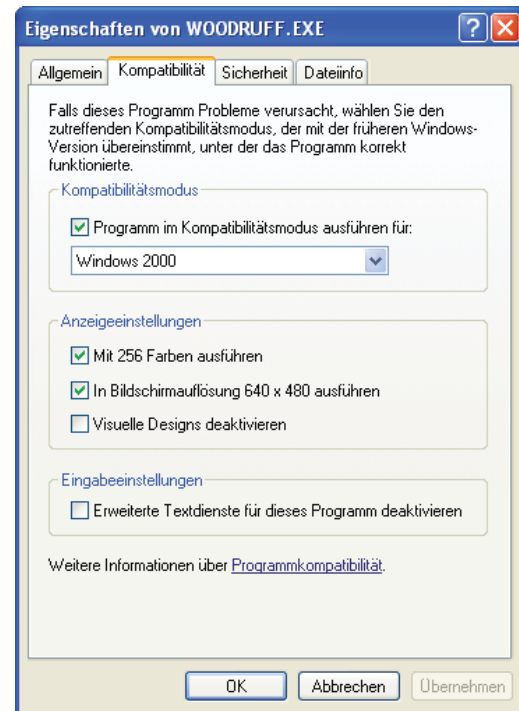 Eigenschaften von WOODRUFF.EXE
Allgemein Kompatibilität Sicherheit Dateiinfo
Falls dieses Programm Probleme verursacht, wählen Sie den
zutreffenden Kompatibilitätsmodus, der mit der früheren Windows-
Version übereinstimmt, unter der das Programm korrekt
funktionierte.
Kompatibilitätsmodus
Programm im Kompatibilitätsmodus ausführen für:
Windows 2000
Anzeigeeinstellungen
Mit 256 Farben ausführen
In Bildschirmauflösung 640 x 480 ausführen
Visuelle Designs deaktivieren
Eingabeeinstellungen
Erweiterte Textdienste für dieses Programm deaktivieren
Weitere Informationen über Programmkompatibilität.
OK Abbrechen Übernehmen